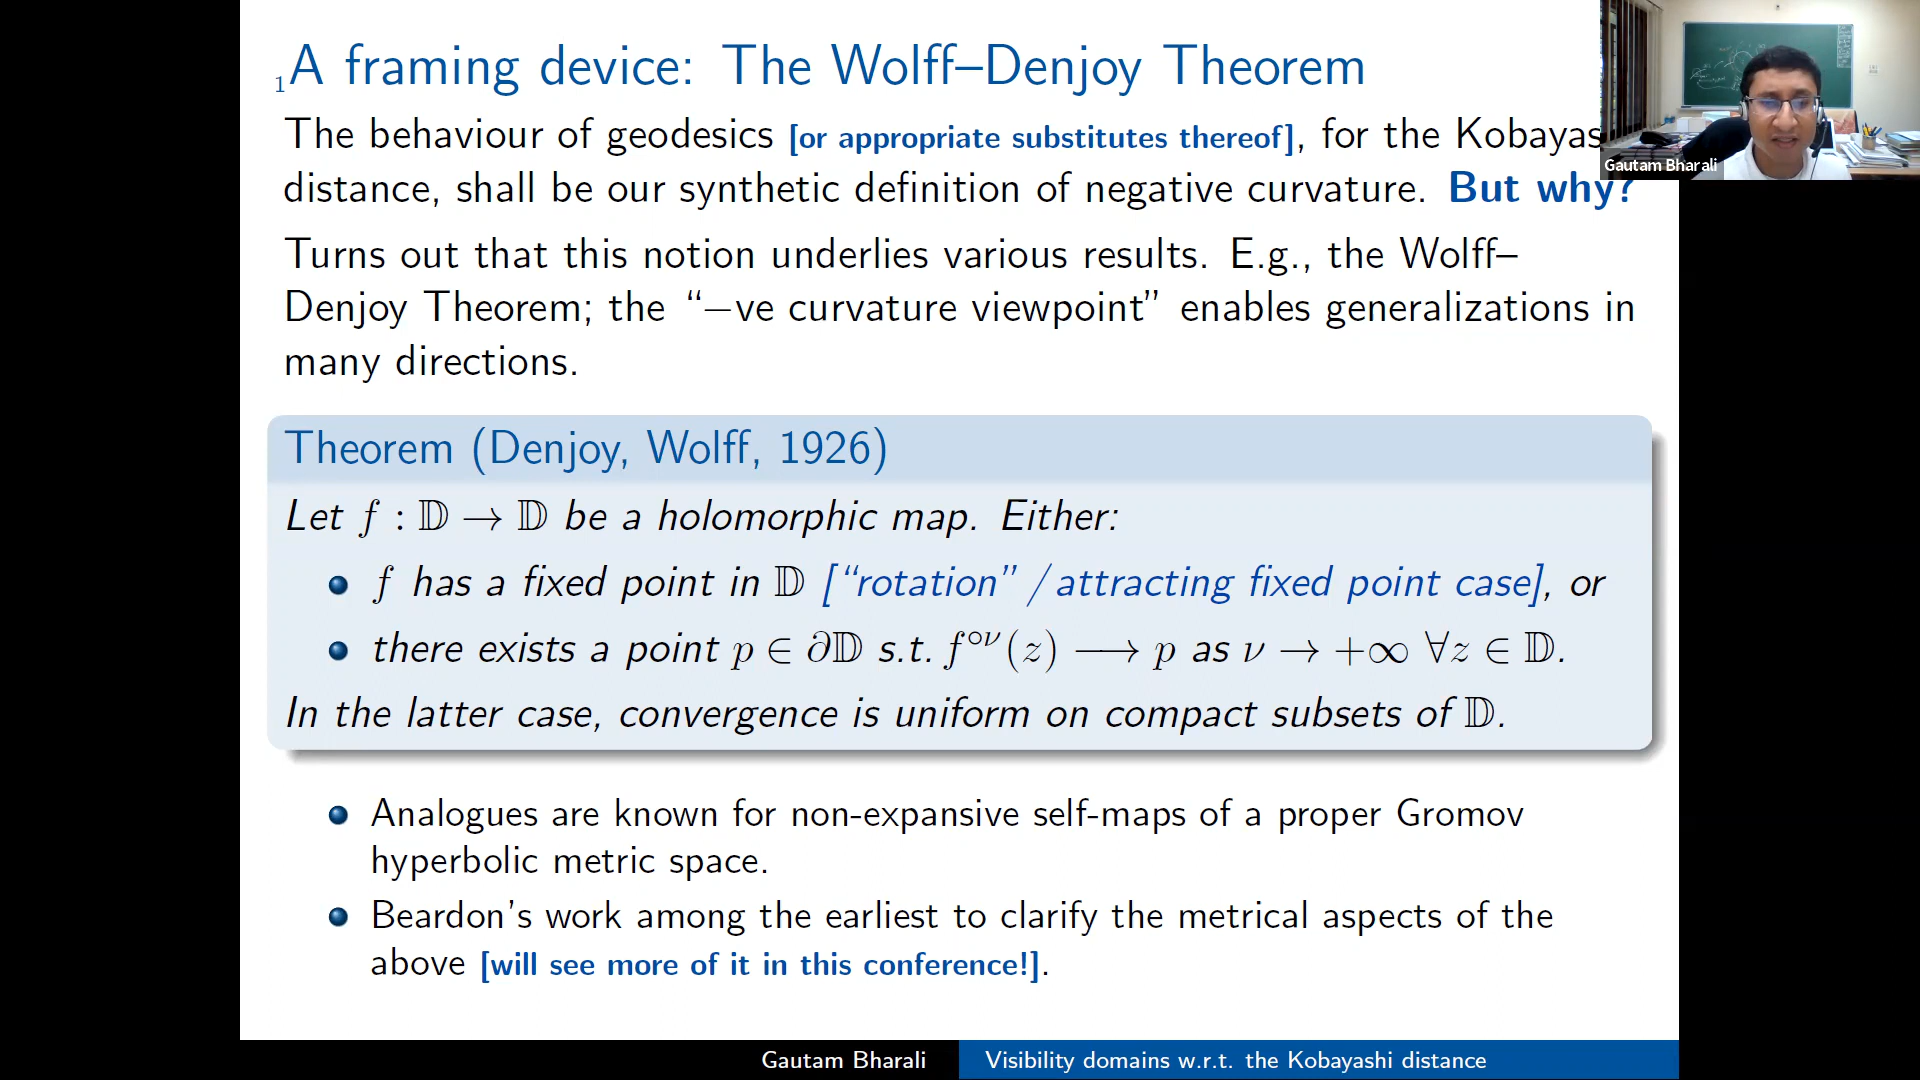 1A framing device: The Wolff–Denjoy Theorem
The behaviour of geodesics [or appropriate substitutes thereof], for the Kobayas
distance, shall be our synthetic definition of negative curvature. But why?
Turns out that this notion underlies various results. E.g., the Wolff–
Denjoy Theorem; the “−ve curvature viewpoint” enables generalizations in
many directions.
Theorem (Denjoy, Wolff, 1926)
Let f : 𝔻 → 𝔻 be a holomorphic map. Either:
f has a fixed point in 𝔻 [“rotation” / attracting fixed point case], or
there exists a point p ∈ ∂𝔻 s.t. f^{∘ν}(z) ⟶ p as ν → +∞ ∀z ∈ 𝔻.
In the latter case, convergence is uniform on compact subsets of 𝔻.
Analogues are known for non-expansive self-maps of a proper Gromov
hyperbolic metric space.
Beardon’s work among the earliest to clarify the metrical aspects of the
above [will see more of it in this conference!].
Gautam Bharali
Gautam Bharali Visibility domains w.r.t. the Kobayashi distance